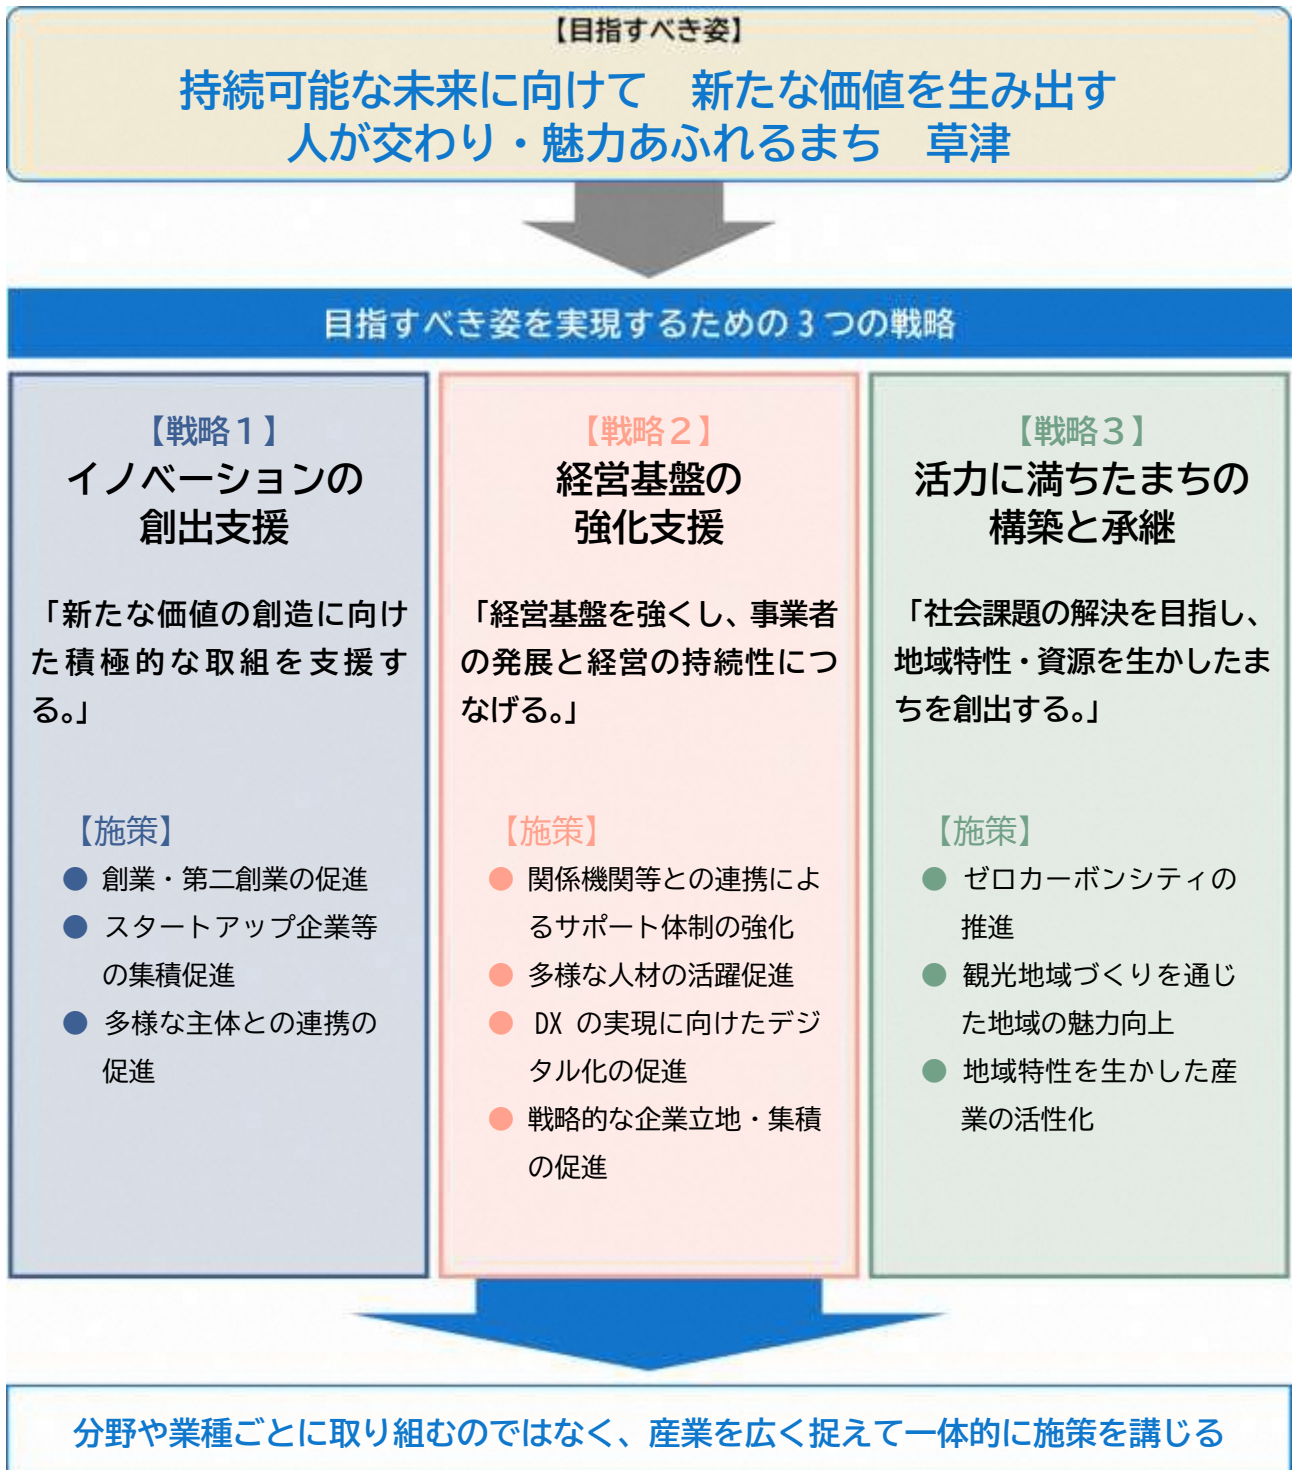 【目指すべき姿】
持続可能な未来に向けて　新たな価値を生み出す
人が交わり・魅力あふれるまち　草津
目指すべき姿を実現するための３つの戦略
【戦略１】
イノベーションの
創出支援
「新たな価値の創造に向け
た積極的な取組を支援す
る。」
【施策】
● 創業・第二創業の促進
● スタートアップ企業等
の集積促進
● 多様な主体との連携の
促進
【戦略２】
経営基盤の
強化支援
「経営基盤を強くし、事業者
の発展と経営の持続性につ
なげる。」
【施策】
● 関係機関等との連携によ
るサポート体制の強化
● 多様な人材の活躍促進
● DX の実現に向けたデジ
タル化の促進
● 戦略的な企業立地・集積
の促進
【戦略３】
活力に満ちたまちの
構築と承継
「社会課題の解決を目指し、
地域特性・資源を生かしたま
ちを創出する。」
【施策】
● ゼロカーボンシティの
推進
● 観光地域づくりを通じ
た地域の魅力向上
● 地域特性を生かした産
業の活性化
分野や業種ごとに取り組むのではなく、産業を広く捉えて一体的に施策を講じる